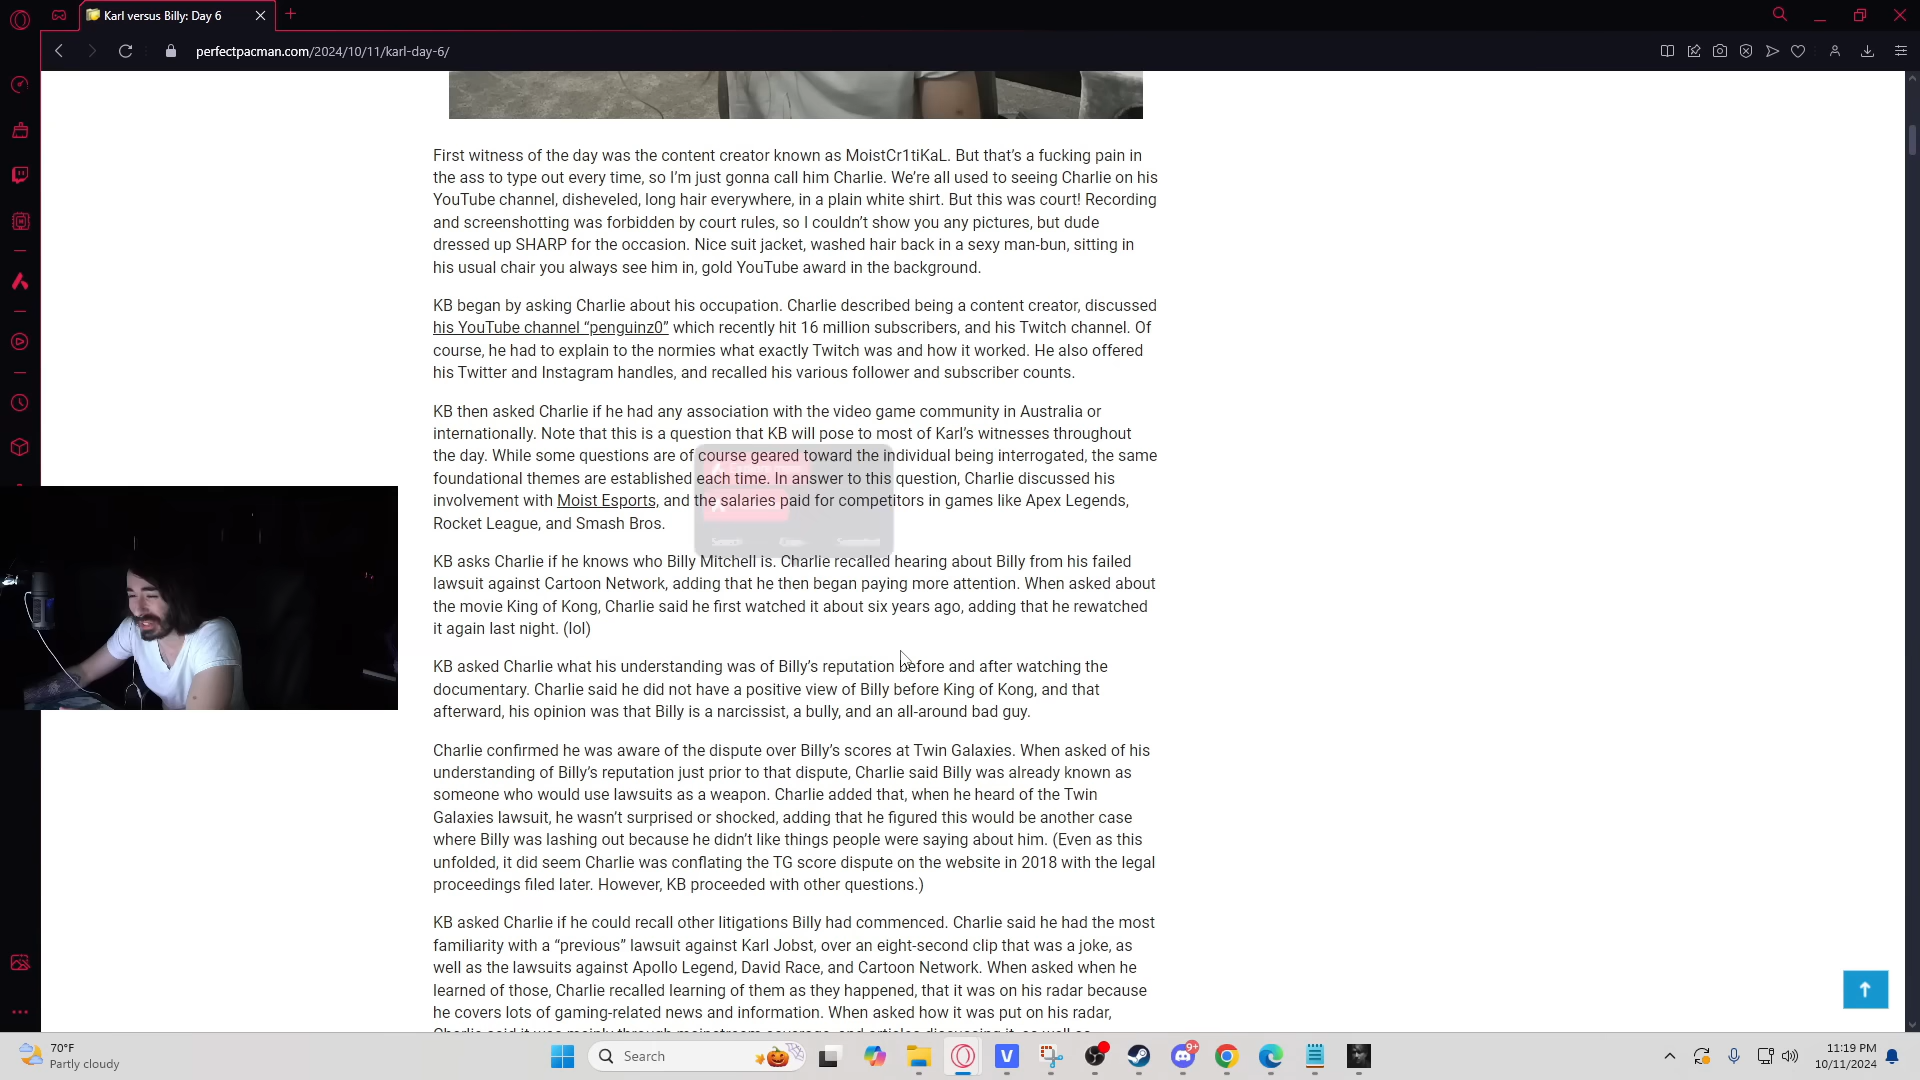 Karl versus Billy: Day 6
perfectpacman.com/2024/10/11/karl-day-6/
First witness of the day was the content creator known as MoistCr1tiKaL. But that's a fucking pain in
the ass to type out every time, so I'm just gonna call him Charlie. We're all used to seeing Charlie on his
YouTube channel, disheveled, long hair everywhere, in a plain white shirt. But this was court! Recording
and screenshotting was forbidden by court rules, so I couldn't show you any pictures, but dude
dressed up SHARP for the occasion. Nice suit jacket, washed hair back in a sexy man-bun, sitting in
his usual chair you always see him in, gold YouTube award in the background.
KB began by asking Charlie about his occupation. Charlie described being a content creator, discussed
his YouTube channel “penguinz0” which recently hit 16 million subscribers, and his Twitch channel. Of
course, he had to explain to the normies what exactly Twitch was and how it worked. He also offered
his Twitter and Instagram handles, and recalled his various follower and subscriber counts.
KB then asked Charlie if he had any association with the video game community in Australia or
internationally. Note that this is a question that KB will pose to most of Karl's witnesses throughout
the day. While some questions are of course geared toward the individual being interrogated, the same
foundational themes are established each time. In answer to this question, Charlie discussed his
involvement with Moist Esports, and the salaries paid for competitors in games like Apex Legends,
Rocket League, and Smash Bros.
KB asks Charlie if he knows who Billy Mitchell is. Charlie recalled hearing about Billy from his failed
lawsuit against Cartoon Network, adding that he then began paying more attention. When asked about
the movie King of Kong, Charlie said he first watched it about six years ago, adding that he rewatched
it again last night. (lol)
KB asked Charlie what his understanding was of Billy's reputation before and after watching the
documentary. Charlie said he did not have a positive view of Billy before King of Kong, and that
afterward, his opinion was that Billy is a narcissist, a bully, and an all-around bad guy.
Charlie confirmed he was aware of the dispute over Billy's scores at Twin Galaxies. When asked of his
understanding of Billy's reputation just prior to that dispute, Charlie said Billy was already known as
someone who would use lawsuits as a weapon. Charlie added that, when he heard of the Twin
Galaxies lawsuit, he wasn't surprised or shocked, adding that he figured this would be another case
where Billy was lashing out because he didn't like things people were saying about him. (Even as this
unfolded, it did seem Charlie was conflating the TG score dispute on the website in 2018 with the legal
proceedings filed later. However, KB proceeded with other questions.)
KB asked Charlie if he could recall other litigations Billy had commenced. Charlie said he had the most
familiarity with a “previous” lawsuit against Karl Jobst, over an eight-second clip that was a joke, as
well as the lawsuits against Apollo Legend, David Race, and Cartoon Network. When asked when he
learned of those, Charlie recalled learning of them as they happened, that it was on his radar because
he covers lots of gaming-related news and information. When asked how it was put on his radar,
70°F
Partly cloudy
Search
9+
11:19 PM
10/11/2024